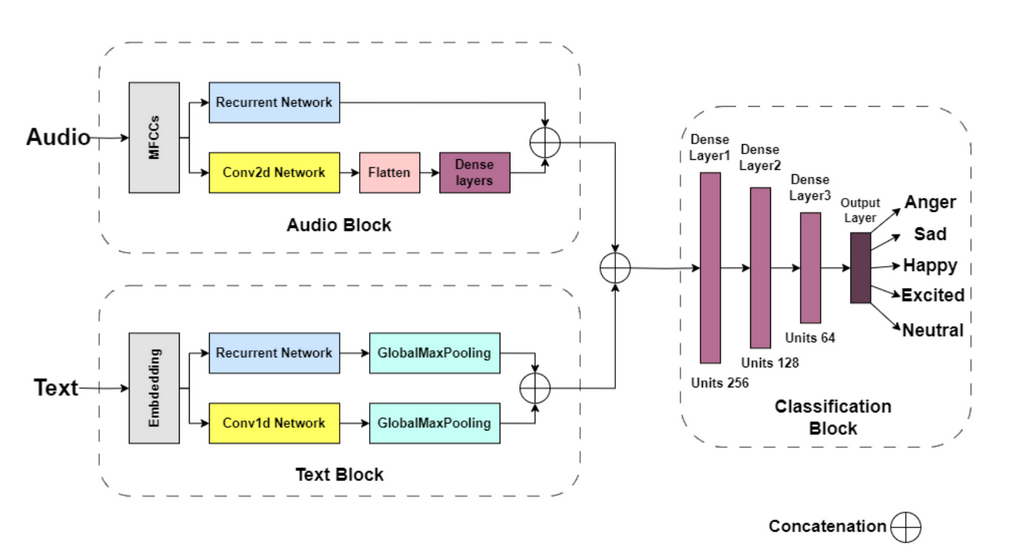 Audio
MFCCs
Recurrent Network
Conv2d Network
Flatten
Dense
layers
Audio Block
Text
Embdedding
Recurrent Network
GlobalMaxPooling
Conv1d Network
GlobalMaxPooling
Text Block
Dense
Layer1
Dense
Layer2
Dense
Layer3
Output
Layer
Units 256
Units 128
Units 64
Anger
Sad
Happy
Excited
Neutral
Classification
Block
Concatenation